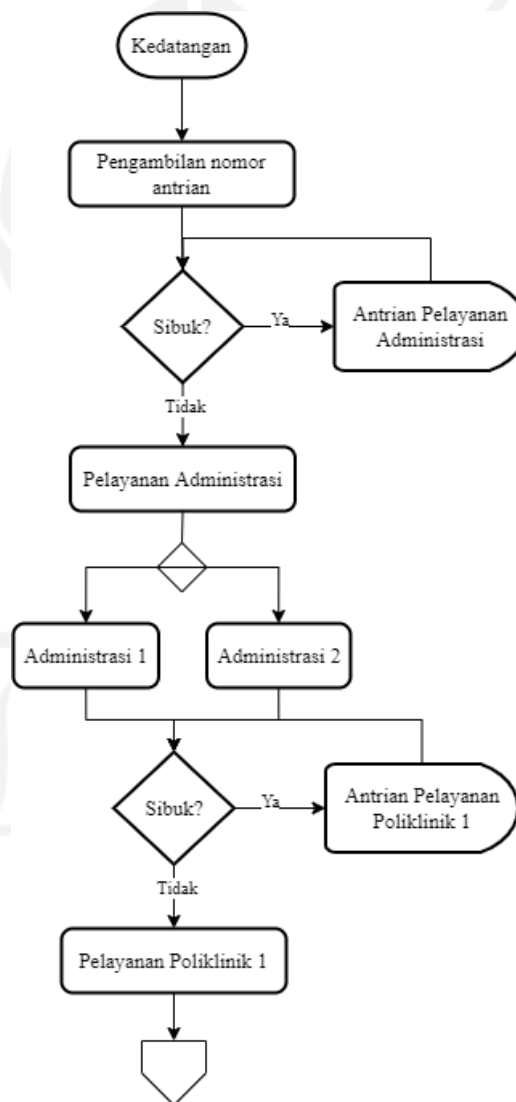 Kedatangan
Pengambilan nomor
antrian
Sibuk?
Ya
Antrian Pelayanan
Administrasi
Tidak
Pelayanan Administrasi
Administrasi 1
Administrasi 2
Sibuk?
Ya
Antrian Pelayanan
Poliklinik 1
Tidak
Pelayanan Poliklinik 1